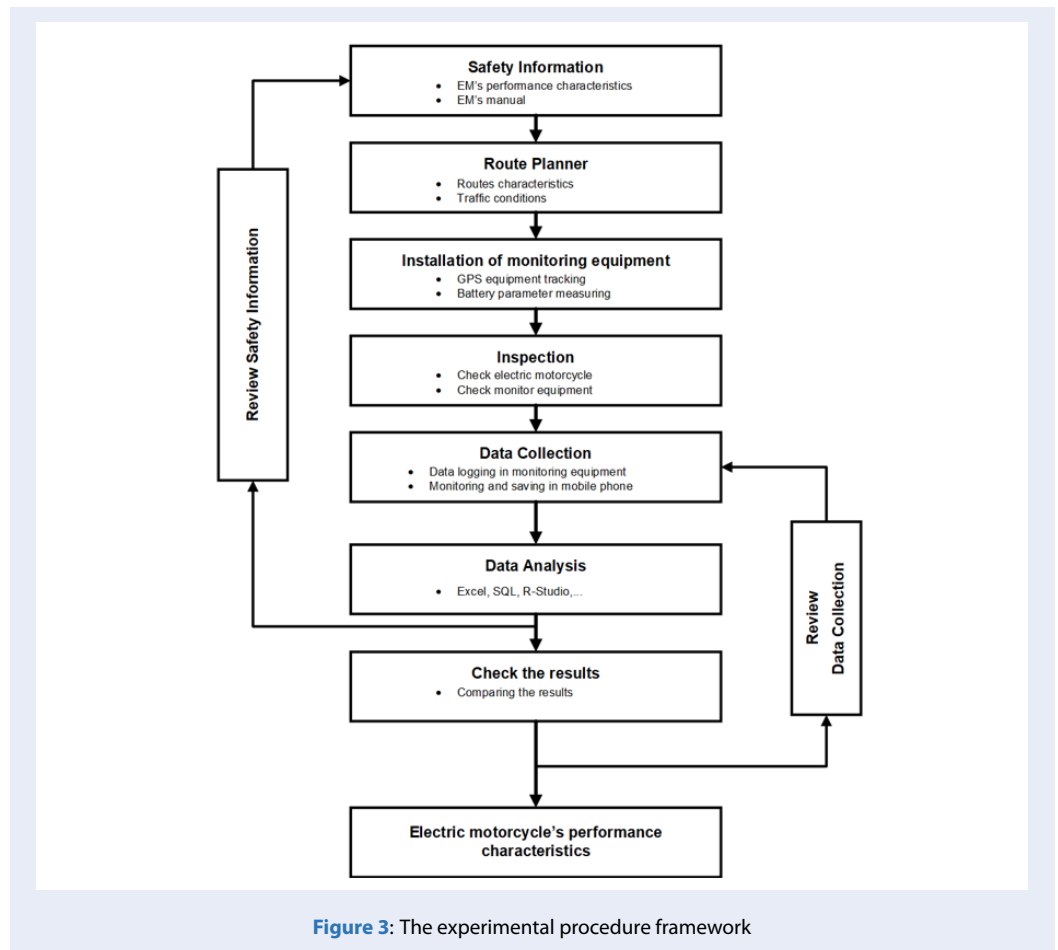 Safety Information
• EM's performance characteristics
• EM's manual
Route Planner
• Routes characteristics
• Traffic conditions
Installation of monitoring equipment
• GPS equipment tracking
• Battery parameter measuring
Inspection
• Check electric motorcycle
• Check monitor equipment
Data Collection
• Data logging in monitoring equipment
• Monitoring and saving in mobile phone
Data Analysis
• Excel, SQL, R-Studio,...
Check the results
• Comparing the results
Electric motorcycle's performance
characteristics
Review Safety Information
Review
Data Collection
Figure 3: The experimental procedure framework